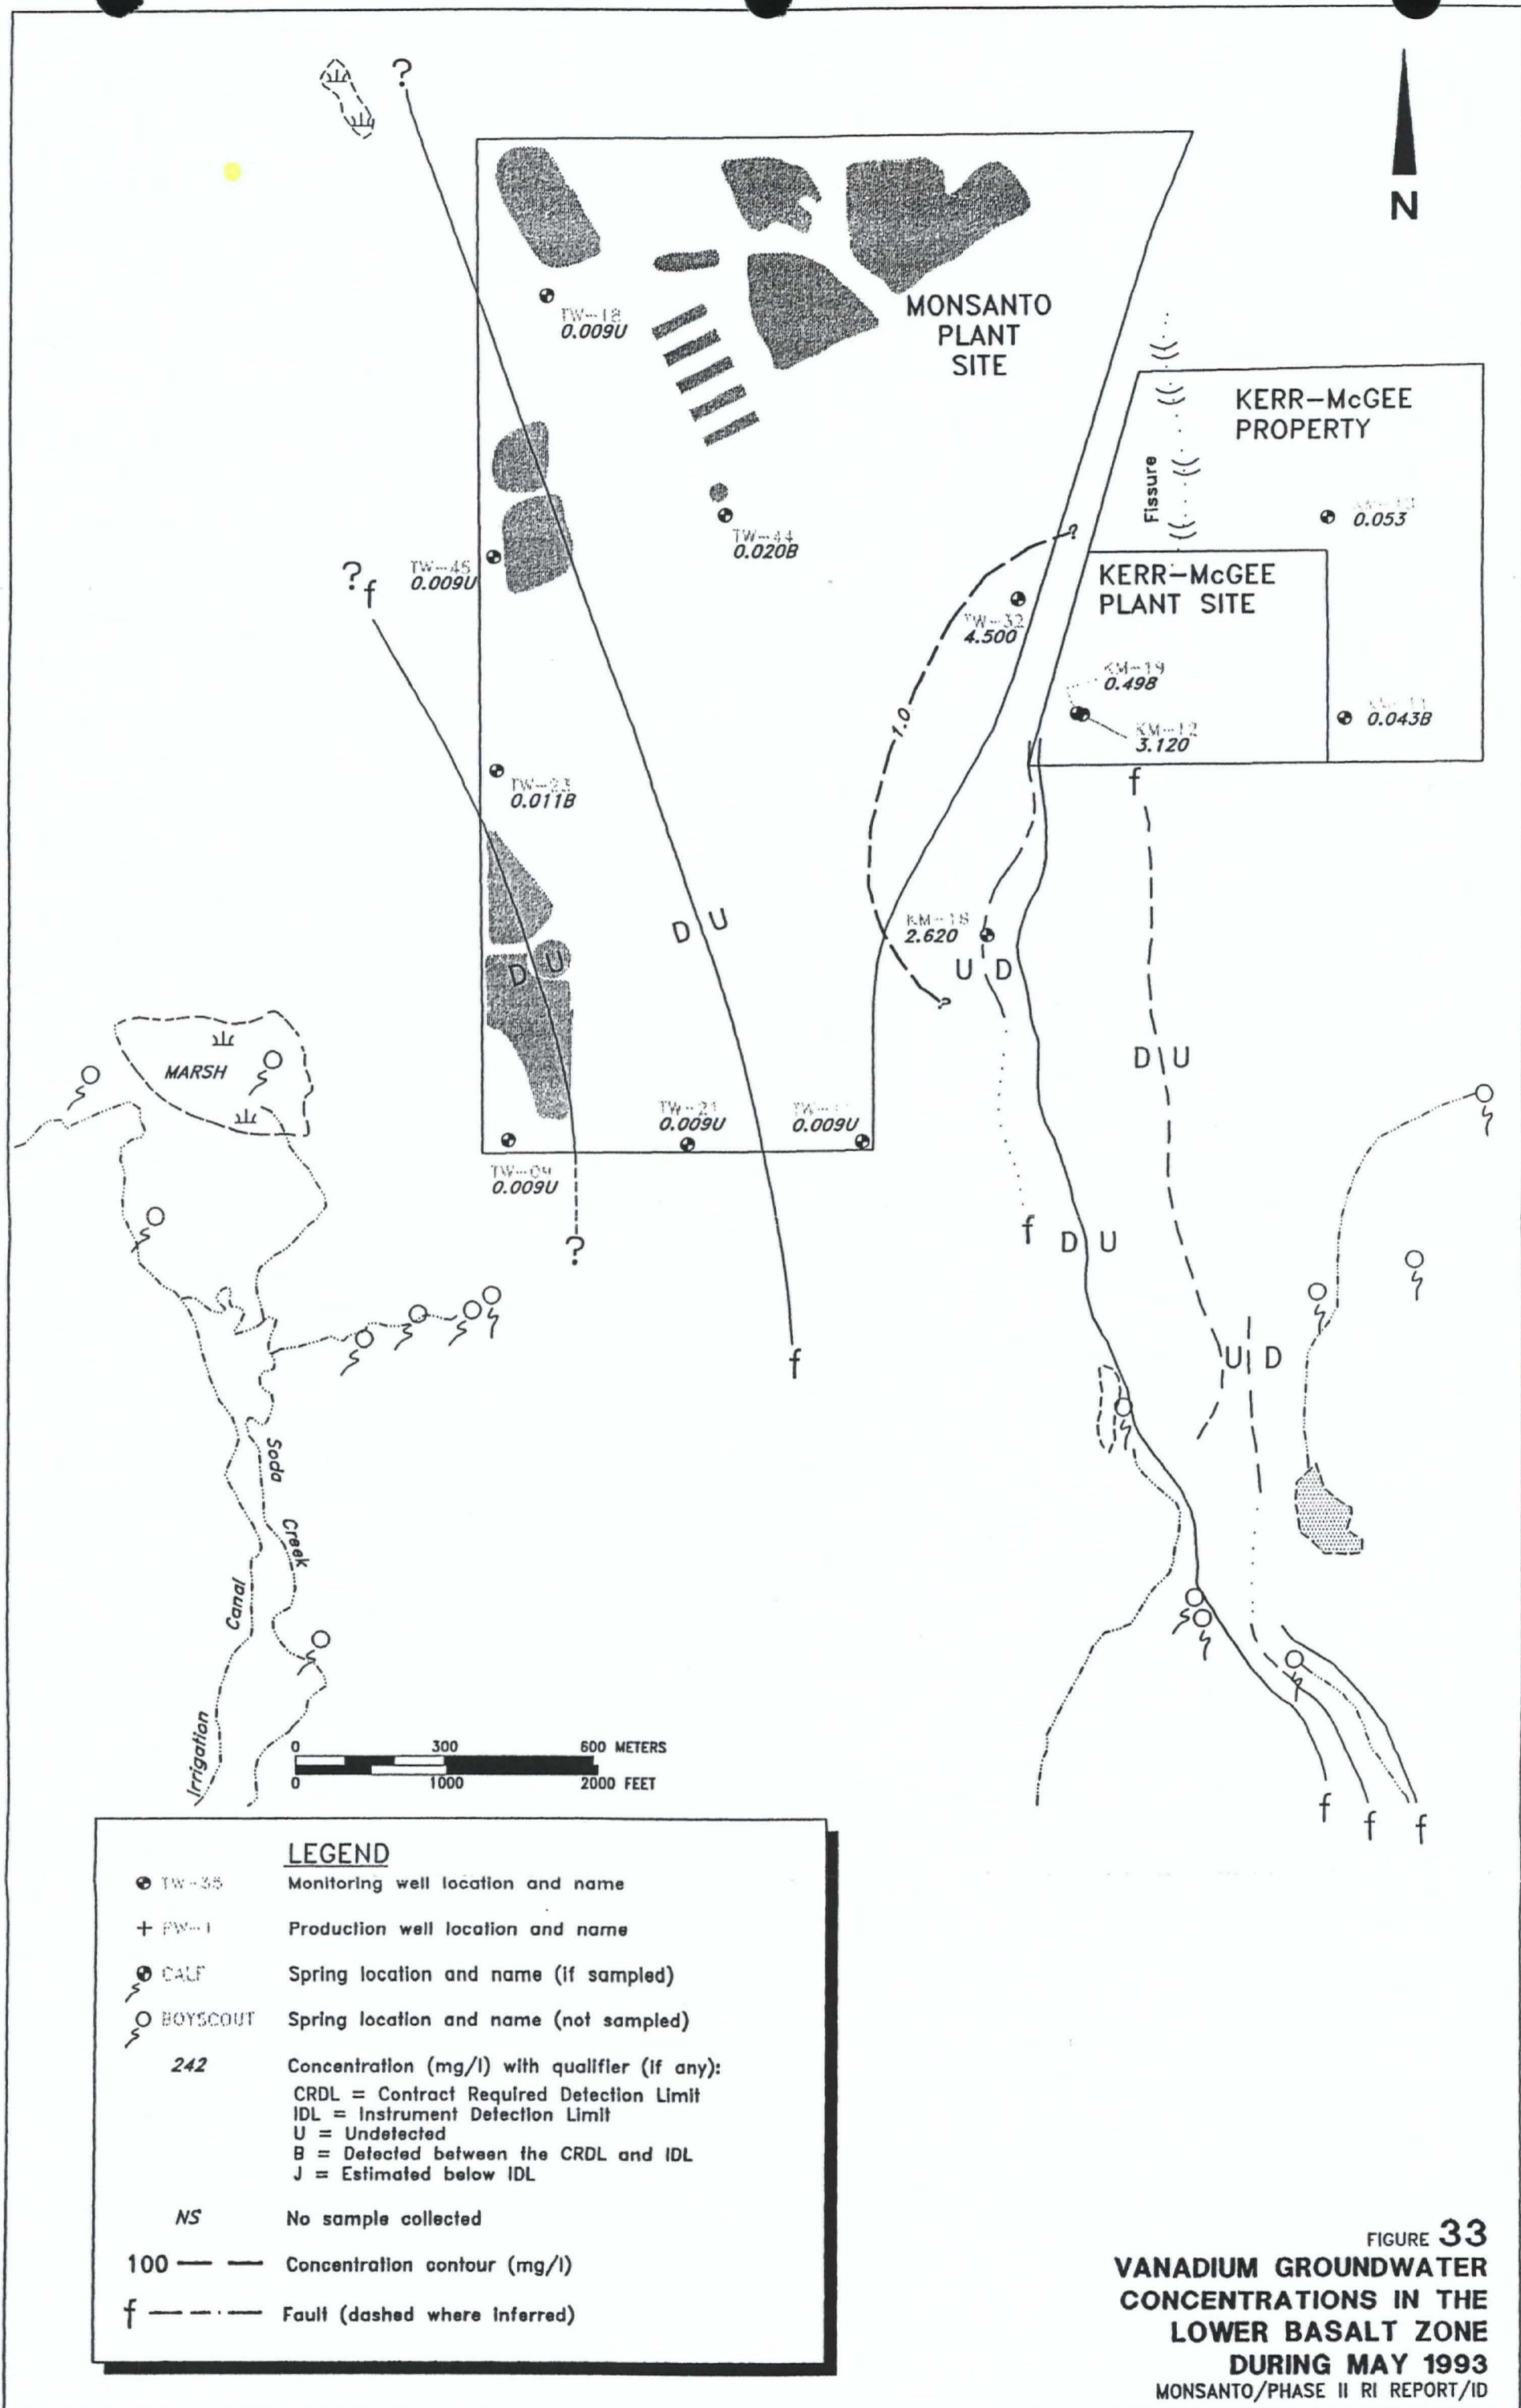 ?
N
TW-18
0.009U
MONSANTO
PLANT
SITE
KERR-McGEE
PROPERTY
Fissure
0.053
TW-44
0.020B
TW-45
0.009U
? f
?
KERR-McGEE
PLANT SITE
TW-32
4.500
KM-19
0.49B
KM-12
3.120
0.043B
1.0
TW-23
0.011B
f
D U
D U
KM-18
2.620
U D
?
D U
MARSH
TW-21
0.009U
0.009U
TW-09
0.009U
?
f
D U
f
U D
Soda
Creek
Canal
Irrigation
0 300 600 METERS
0 1000 2000 FEET
f f f
LEGEND
TW-35 Monitoring well location and name
PW-1 Production well location and name
CALF Spring location and name (if sampled)
BOYSCOUT Spring location and name (not sampled)
242 Concentration (mg/l) with qualifier (if any):
CRDL = Contract Required Detection Limit
IDL = Instrument Detection Limit
U = Undetected
B = Detected between the CRDL and IDL
J = Estimated below IDL
NS No sample collected
100 Concentration contour (mg/l)
f Fault (dashed where inferred)
FIGURE 33
VANADIUM GROUNDWATER
CONCENTRATIONS IN THE
LOWER BASALT ZONE
DURING MAY 1993
MONSANTO/PHASE II RI REPORT/ID